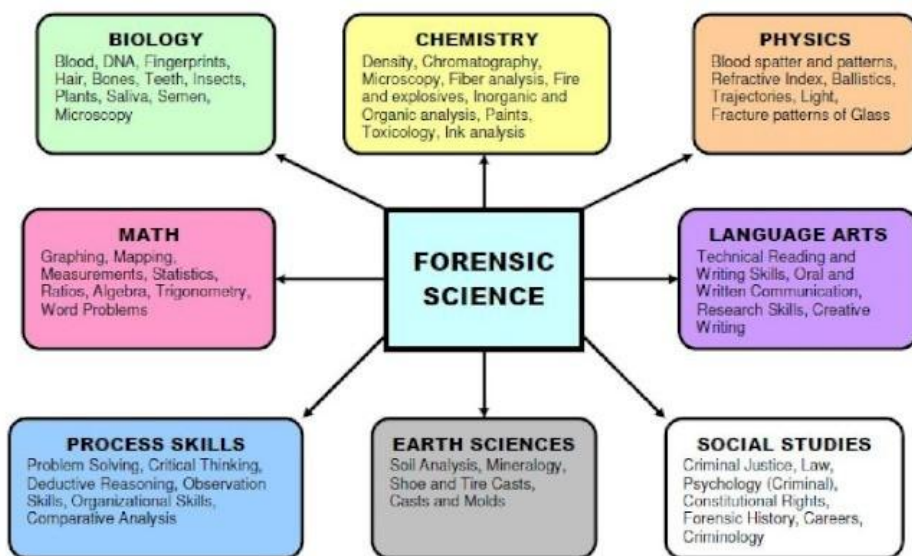 BIOLOGY
Blood, DNA, Fingerprints,
Hair, Bones, Teeth, Insects,
Plants, Saliva, Semen,
Microscopy
CHEMISTRY
Density, Chromatography,
Microscopy, Fiber analysis, Fire
and explosives, Inorganic and
Organic analysis, Paints,
Toxicology, Ink analysis
PHYSICS
Blood spatter and patterns,
Refractive Index, Ballistics,
Trajectories, Light,
Fracture patterns of Glass
MATH
Graphing, Mapping,
Measurements, Statistics,
Ratios, Algebra, Trigonometry,
Word Problems
FORENSIC
SCIENCE
LANGUAGE ARTS
Technical Reading and
Writing Skills, Oral and
Written Communication,
Research Skills, Creative
Writing
PROCESS SKILLS
Problem Solving, Critical Thinking,
Deductive Reasoning, Observation
Skills, Organizational Skills,
Comparative Analysis
EARTH SCIENCES
Soil Analysis, Mineralogy,
Shoe and Tire Casts,
Casts and Molds
SOCIAL STUDIES
Criminal Justice, Law,
Psychology (Criminal),
Constitutional Rights,
Forensic History, Careers,
Criminology